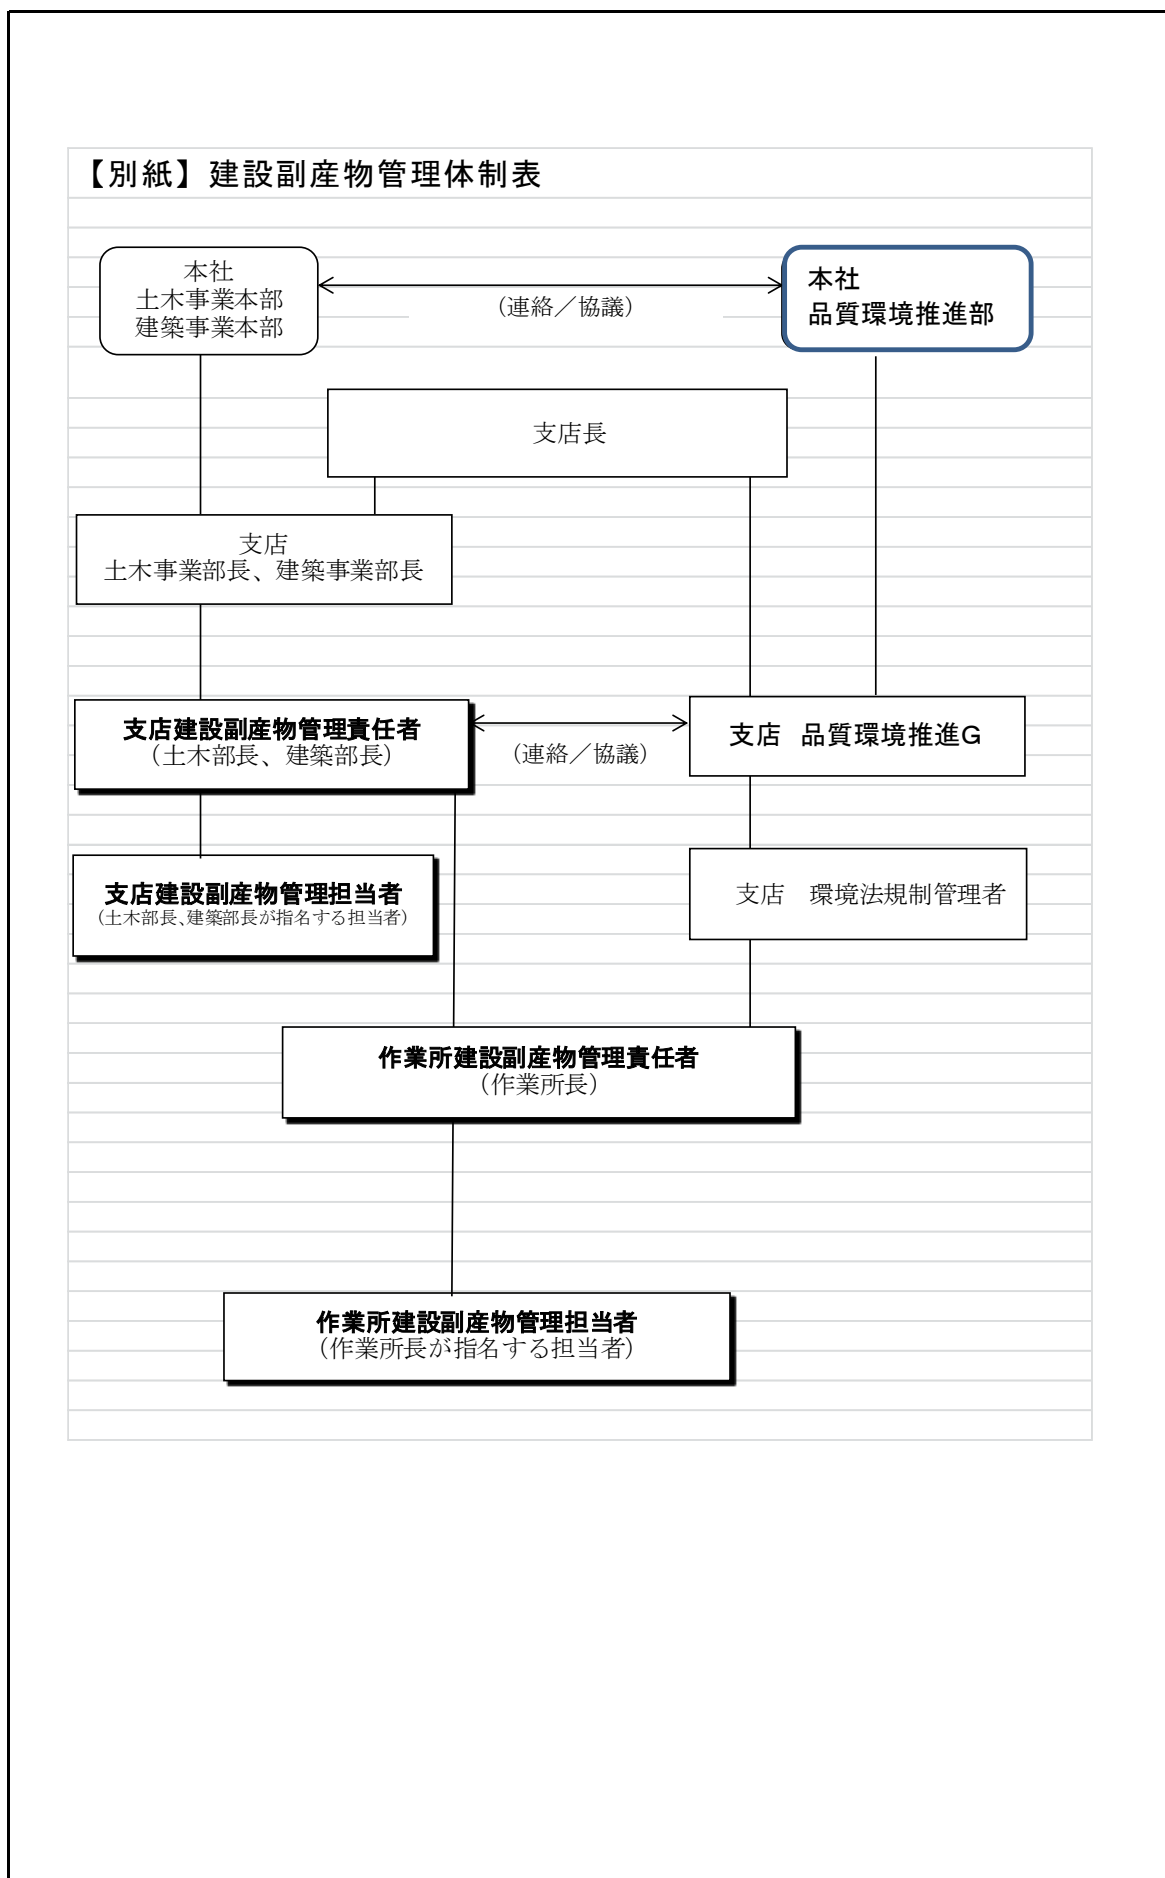 【別紙】建設副産物管理体制表
本社
土木事業本部
建築事業本部
（連絡／協議）
本社
品質環境推進部
支店長
支店
土木事業部長、建築事業部長
支店建設副産物管理責任者
（土木部長、建築部長）
（連絡／協議）
支店　品質環境推進G
支店建設副産物管理担当者
（土木部長、建築部長が指名する担当者）
支店　環境法規制管理者
作業所建設副産物管理責任者
（作業所長）
作業所建設副産物管理担当者
（作業所長が指名する担当者）